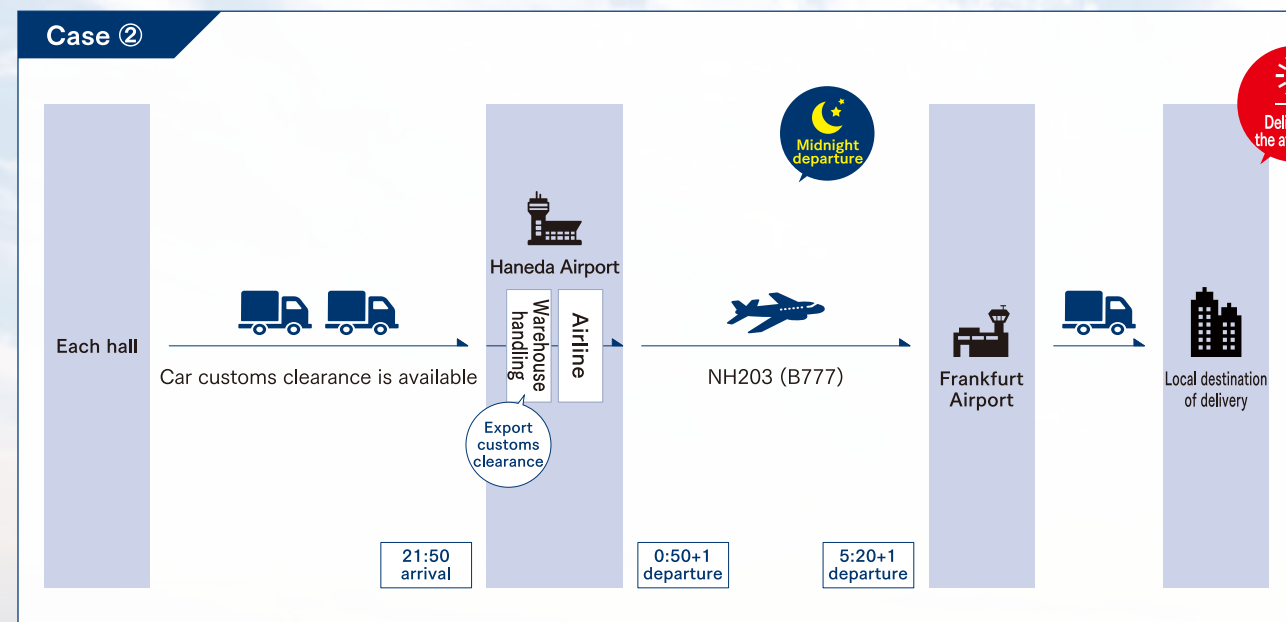 Case ②
Midnight
departure
Haneda Airport
Warehouse
handling
Airline
Each hall
Car customs clearance is available
NH203 (B777)
Frankfurt
Airport
Local destination
of delivery
Export
customs
clearance
21:50
arrival
0:50+1
departure
5:20+1
departure
the